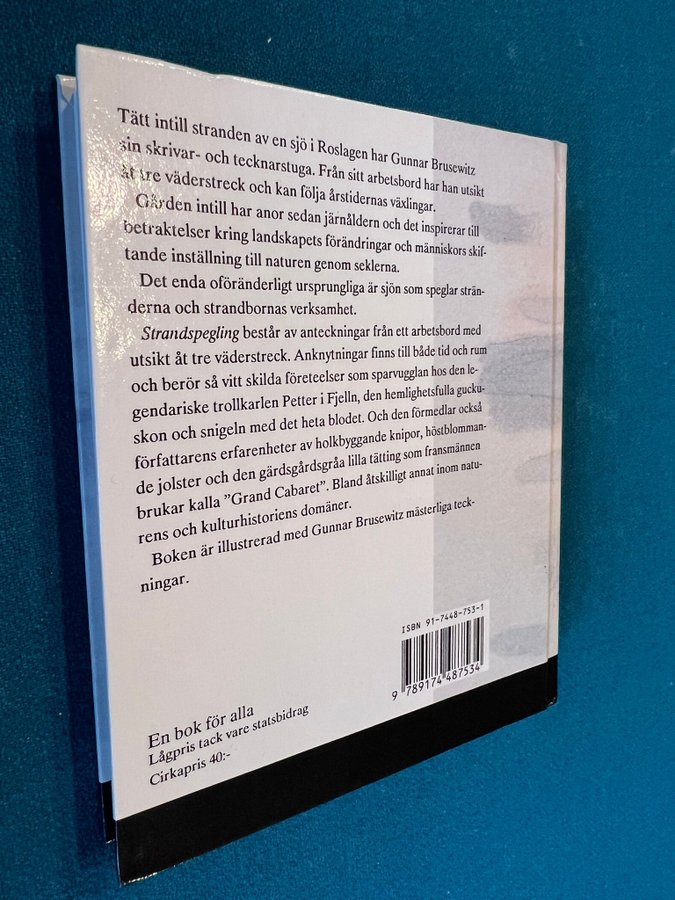 Tätt intill stranden av en sjö i Roslagen har Gunnar Brusewitz
sin skrivar- och tecknarstuga. Från sitt arbetsbord har han utsikt
åt tre väderstreck och kan följa årstidernas växlingar.
Gården intill har anor sedan järnåldern och det inspirerar till
betraktelser kring landskapets förändringar och människors skif-
tande inställning till naturen genom seklerna.
Det enda oföränderligt ursprungliga är sjön som speglar strän-
derna och strandbornas verksamhet.
Strandspegling består av anteckningar från ett arbetsbord med
utsikt åt tre väderstreck. Anknytningar finns till både tid och rum
och berör så vitt skilda företeelser som sparvugglan hos den le-
gendariske trollkarlen Petter i Fjelln, den hemlighetsfulla gucku-
skon och snigeln med det heta blodet. Och den förmedlar också
författarens erfarenheter av holkbyggande knipor, höstblomman-
de jolster och den gärdsgårdsgråa lilla tätting som fransmännen
brukar kalla ”Grand Cabaret”. Bland åtskilligt annat inom natu-
rens och kulturhistoriens domäner.
Boken är illustrerad med Gunnar Brusewitz mästerliga teck-
ningar.
ISBN 91-7448-753-1
9 789174 487534
En bok för alla
Lågpris tack vare statsbidrag
Cirkapris 40:-